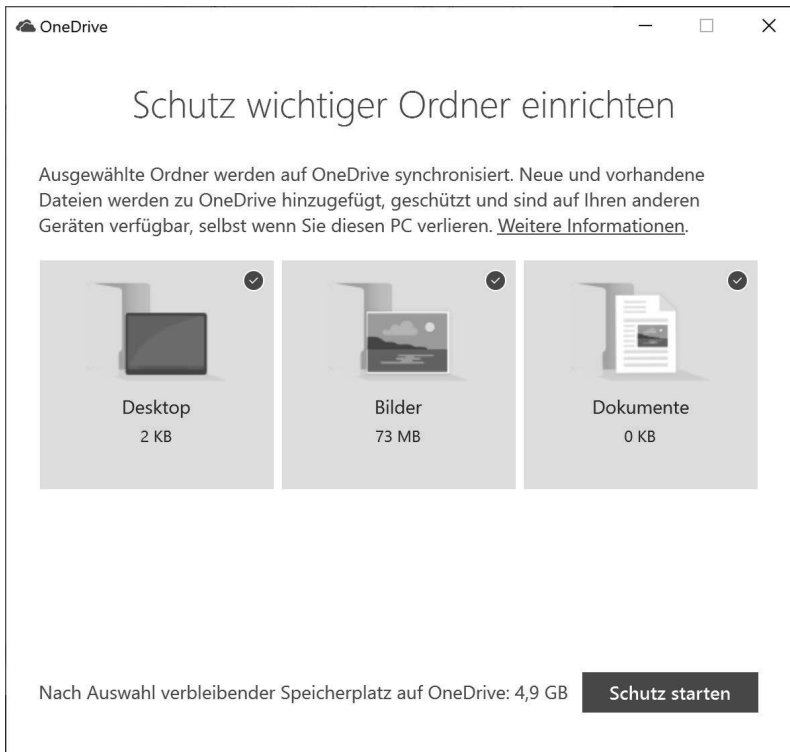 OneDrive
Schutz wichtiger Ordner einrichten
Ausgewählte Ordner werden auf OneDrive synchronisiert. Neue und vorhandene
Dateien werden zu OneDrive hinzugefügt, geschützt und sind auf Ihren anderen
Geräten verfügbar, selbst wenn Sie diesen PC verlieren. Weitere Informationen.
Desktop
2 KB
Bilder
73 MB
Dokumente
0 KB
Nach Auswahl verbleibender Speicherplatz auf OneDrive: 4,9 GB
Schutz starten